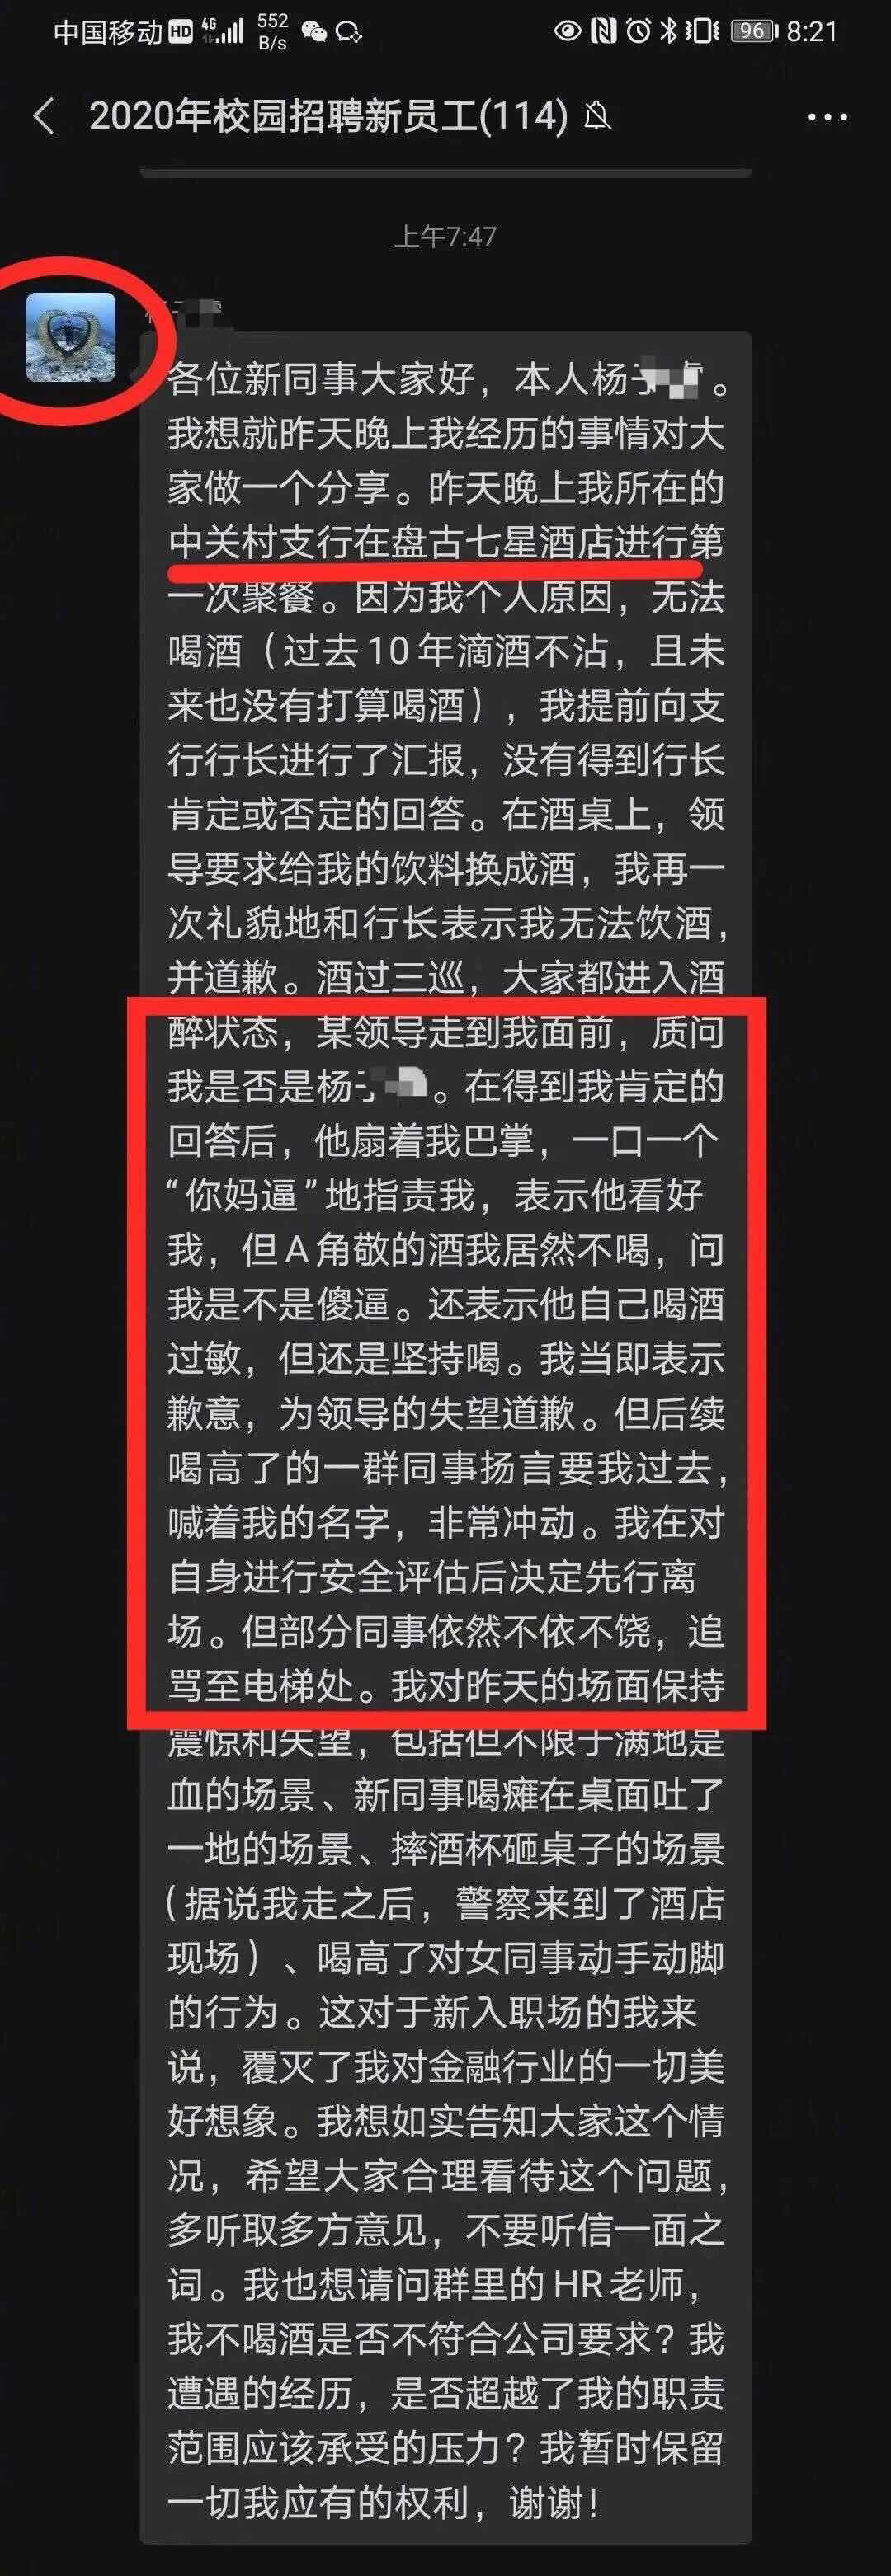 中国移动 HD 4G 552 B/s 96 8:21
2020年校园招聘新员工(114)
上午7:47
各位新同事大家好，本人杨子。
我想就昨天晚上我经历的事情对大
家做一个分享。昨天晚上我所在的
中关村支行在盘古七星酒店进行第
一次聚餐。因为我个人原因，无法
喝酒（过去10年滴酒不沾，且未
来也没有打算喝酒），我提前向支
行行长进行了汇报，没有得到行长
肯定或否定的回答。在酒桌上，领
导要求给我的饮料换成酒，我再一
次礼貌地和行长表示我无法饮酒，
并道歉。酒过三巡，大家都进入酒
醉状态，某领导走到我面前，质问
我是否是杨。在得到我肯定的
回答后，他扇着我巴掌，一口一个
“你妈逼”地指责我，表示他看好
我，但A角敬的酒我居然不喝，问
我是不是傻逼。还表示他自己喝酒
过敏，但还是坚持喝。我当即表示
歉意，为领导的失望道歉。但后续
喝高了的一群同事扬言要我过去，
喊着我的名字，非常冲动。我在对
自身进行安全评估后决定先行离
场。但部分同事依然不依不饶，追
骂至电梯处。我对昨天的场面保持
震惊和失望，包括但不限于满地是
血的场景、新同事喝瘫在桌面吐了
一地的场景、摔酒杯砸桌子的场景
（据说我走之后，警察来到了酒店
现场）、喝高了对女同事动手动脚
的行为。这对于新入职场的我来
说，覆灭了我对金融行业的一切美
好想象。我想如实告知大家这个情
况，希望大家合理看待这个问题，
多听取多方意见，不要听信一面之
词。我也想请问群里的HR老师，
我不喝酒是否不符合公司要求？我
遭遇的经历，是否超越了我的职责
范围应该承受的压力？我暂时保留
一切我应有的权利，谢谢！